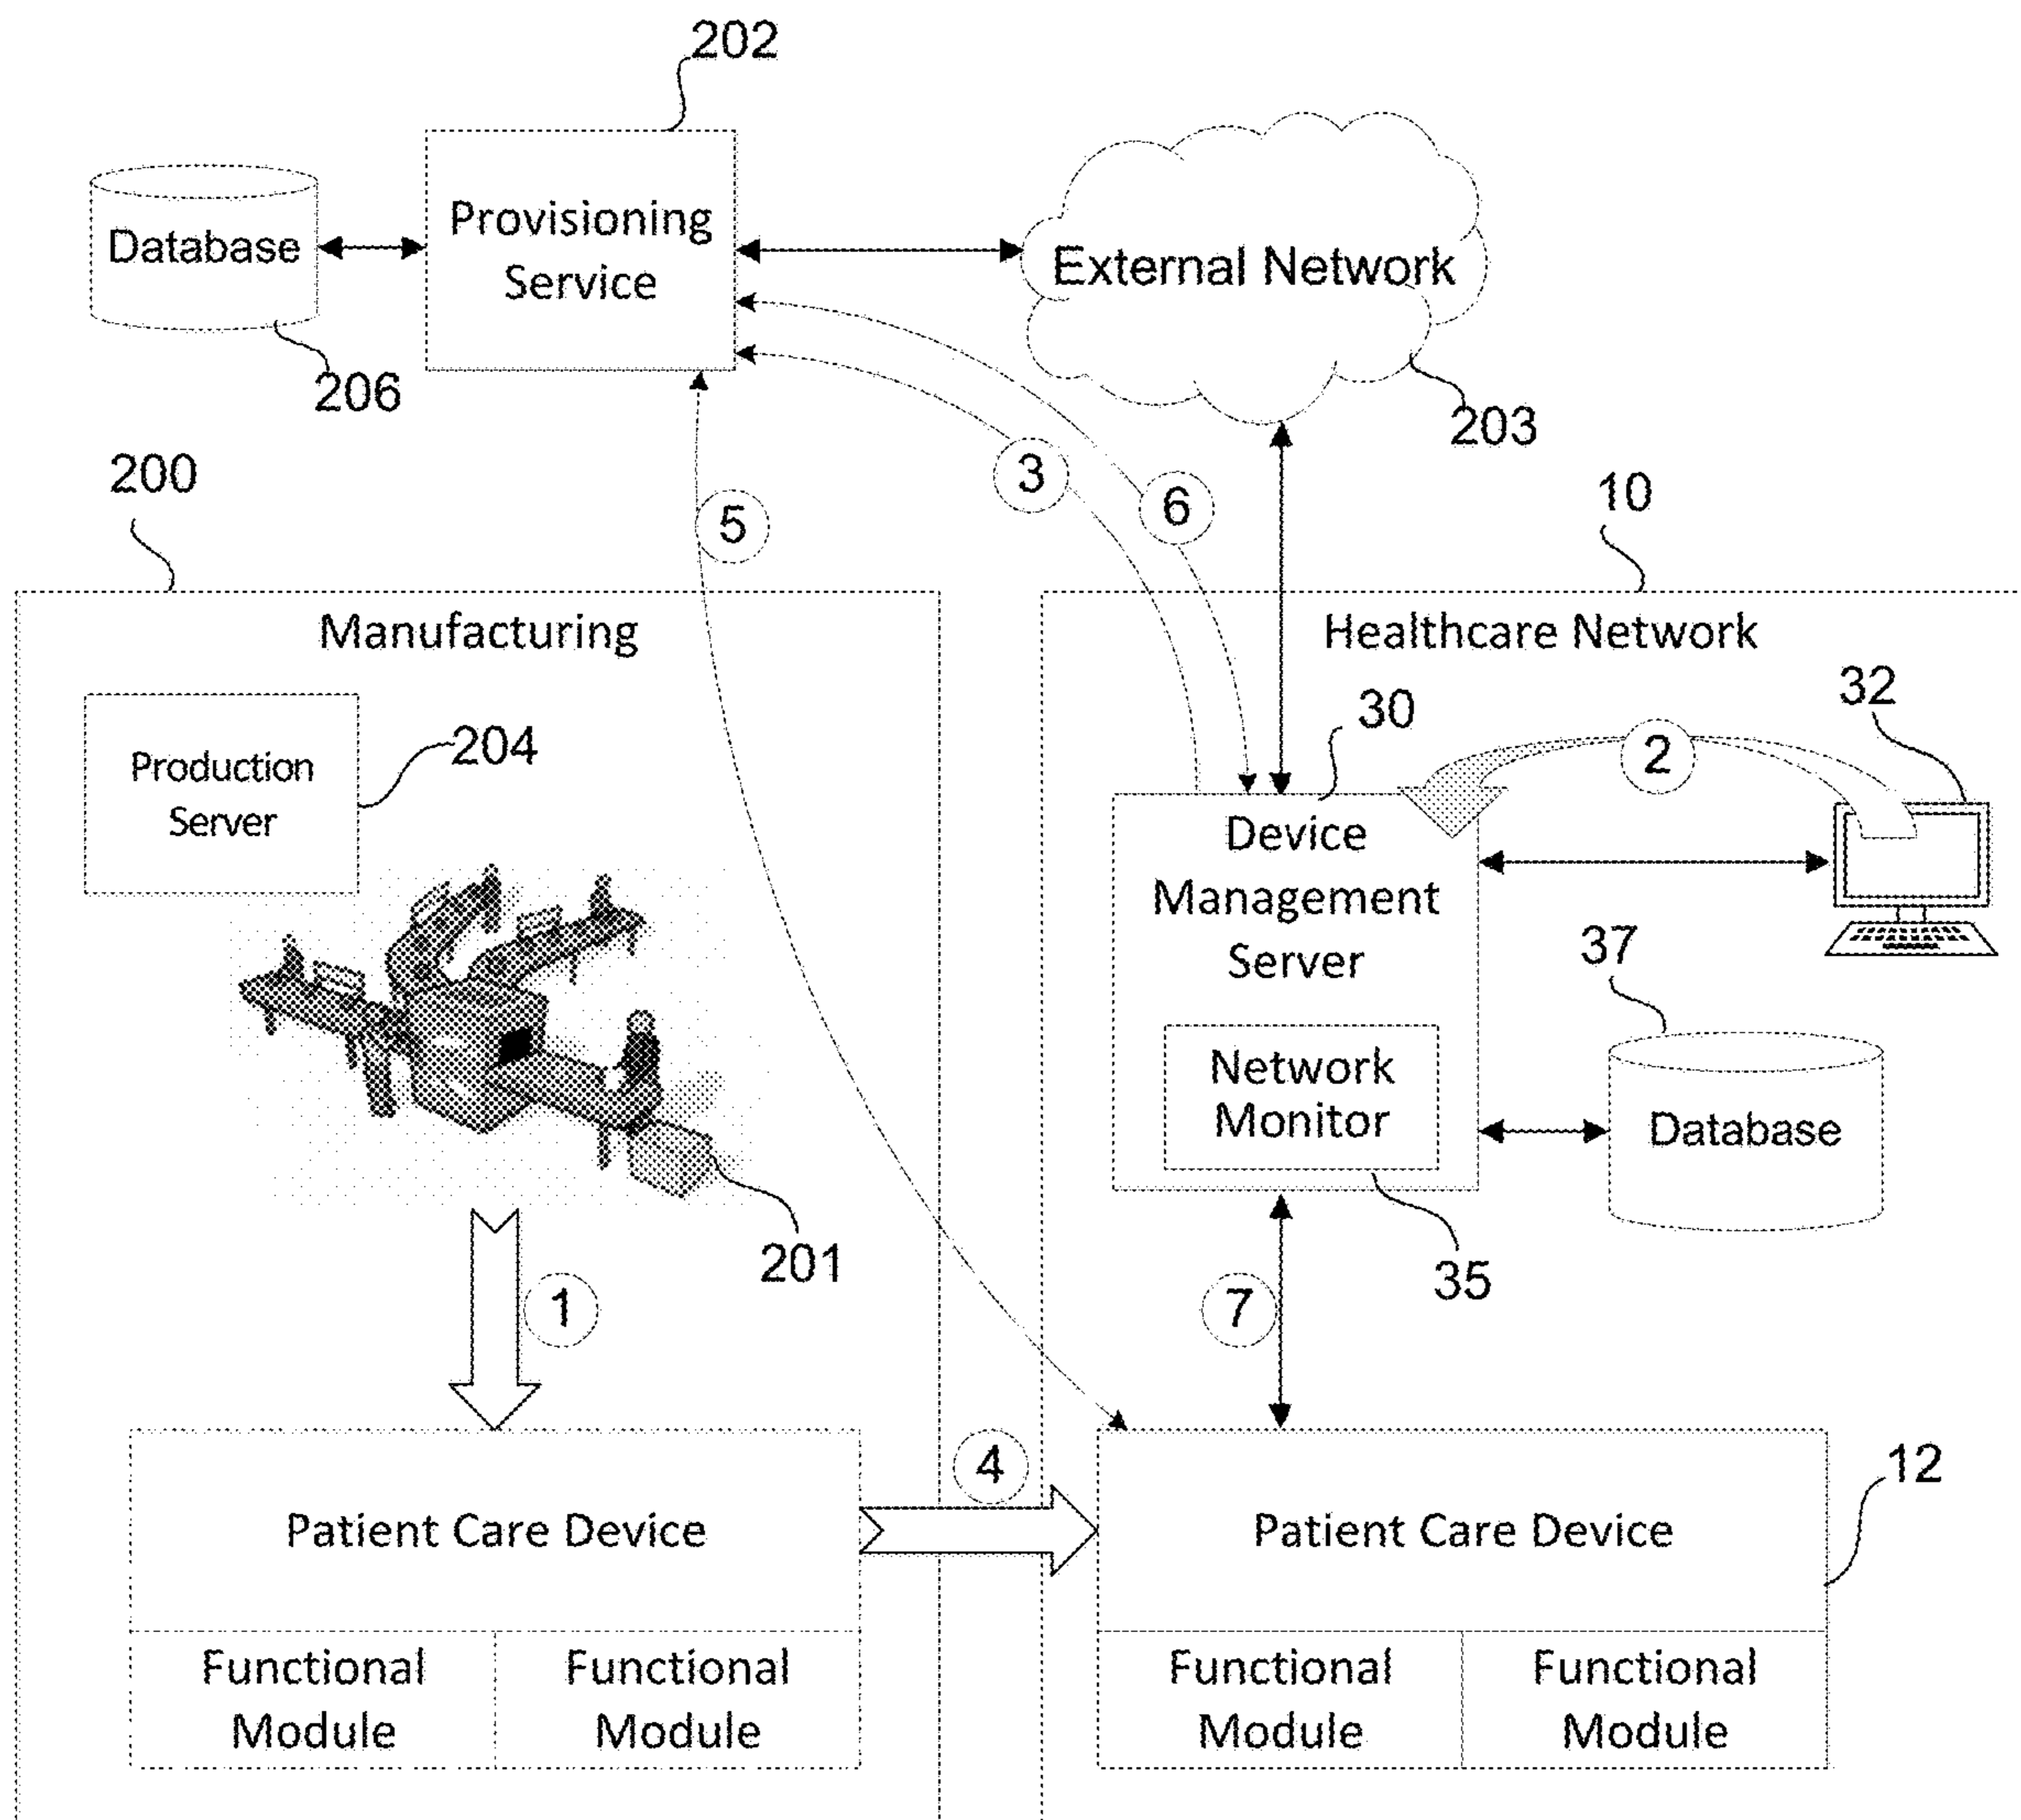 202
Database
Provisioning
Service
External Network
206
203
200
3
6
5
10
Manufacturing
Healthcare Network
Production
Server
204
30
2
32
Device
Management
Server
37
Network
Monitor
Database
201
35
1
7
4
12
Patient Care Device
Patient Care Device
Functional
Module
Functional
Module
Functional
Module
Functional
Module